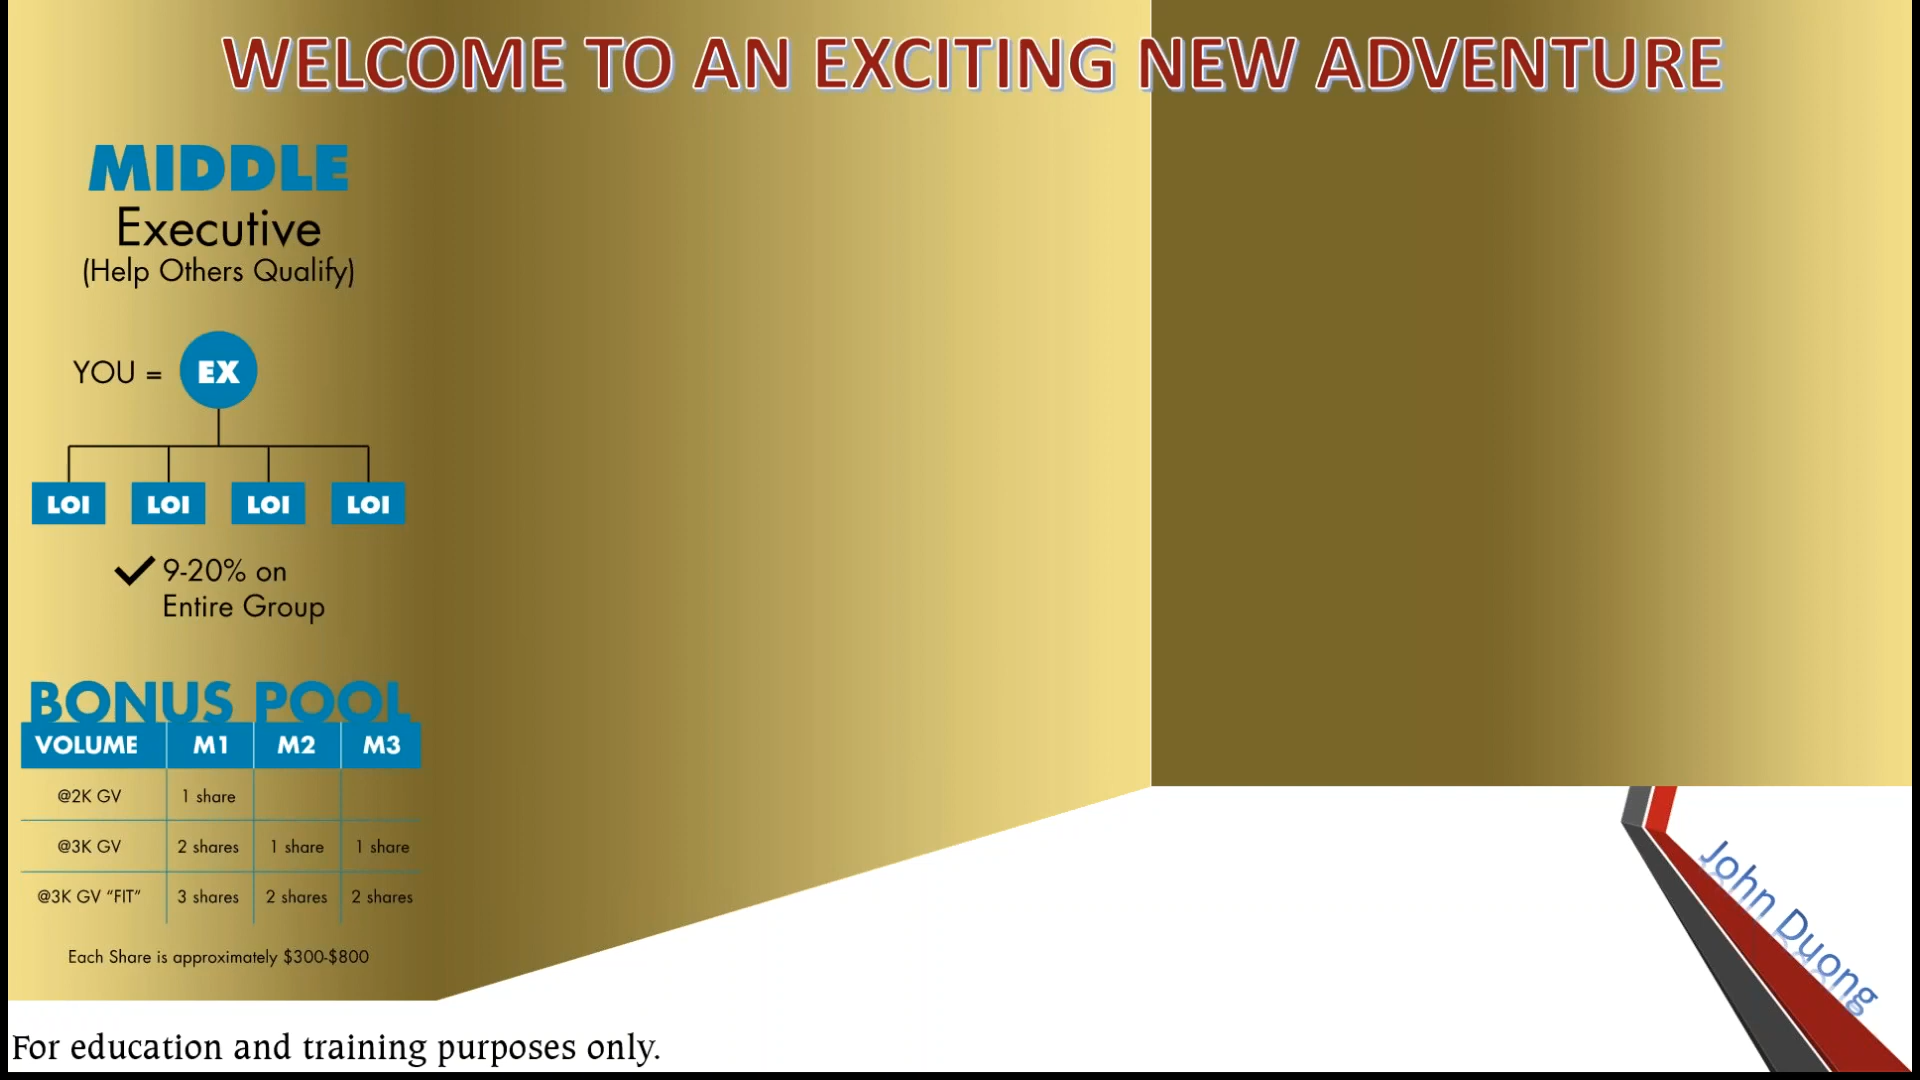 WELCOME TO AN EXCITING NEW ADVENTURE
MIDDLE
Executive
(Help Others Qualify)
YOU = EX
LOI LOI LOI LOI
9-20% on
Entire Group
BONUS POOL
VOLUME M1 M2 M3
@2K GV 1 share
@3K GV 2 shares 1 share 1 share
@3K GV “FIT” 3 shares 2 shares 2 shares
Each Share is approximately $300-$800
John Duong
For education and training purposes only.